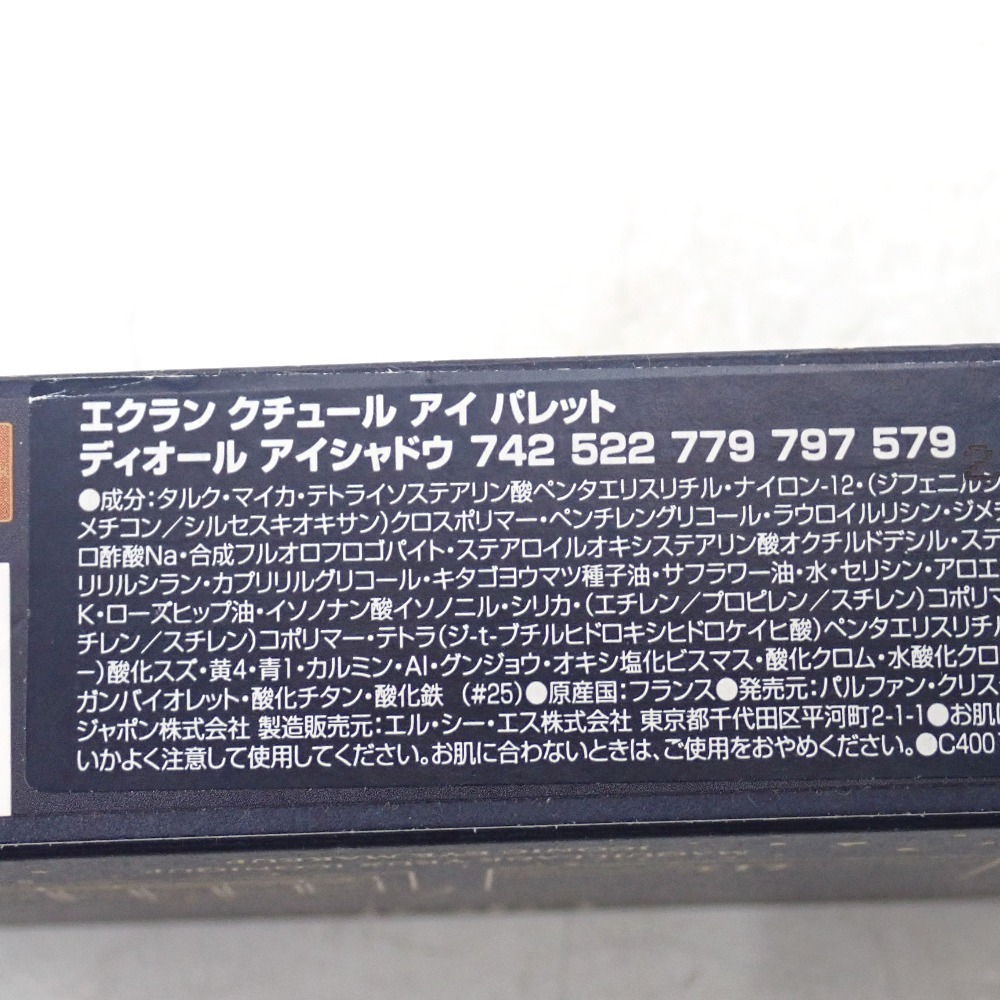 エクラン クチュール アイ パレット
ディオール アイシャドウ 742 522 779 797 579
●成分:タルク・マイカ・テトライソステアリン酸ペンタエリスリチル・ナイロン-12・(ジフェニルジ
メチコン/シルセスキオキサン)クロスポリマー・ペンチレングリコール・ラウロイルリシン・ジメ
ロ酢酸Na・合成フルオロフロゴパイト・ステアロイルオキシステアリン酸オクチルドデシル・ステ
リリルシラン・カプリリルグリコール・キタゴヨウマツ種子油・サフラワー油・水・セリシン・アロエ
K・ローズヒップ油・イソノナン酸イソノニル・シリカ・(エチレン/プロピレン/スチレン)コポリマ
チレン/スチレン)コポリマー・テトラ(ジ-t-ブチルヒドロキシヒドロケイヒ酸)ペンタエリスリチル
ー)酸化スズ・黄4・青1・カルミン・Al・グンジョウ・オキシ塩化ビスマス・酸化クロム・水酸化クロ
ガンバイオレット・酸化チタン・酸化鉄 (#25)●原産国:フランス●発売元:パルファン・クリス
ジャポン株式会社 製造販売元:エル・シー・エス株式会社 東京都千代田区平河町2-1-1●お肌に
いかよく注意して使用してください。お肌に合わないときは、ご使用をおやめください。●C4001